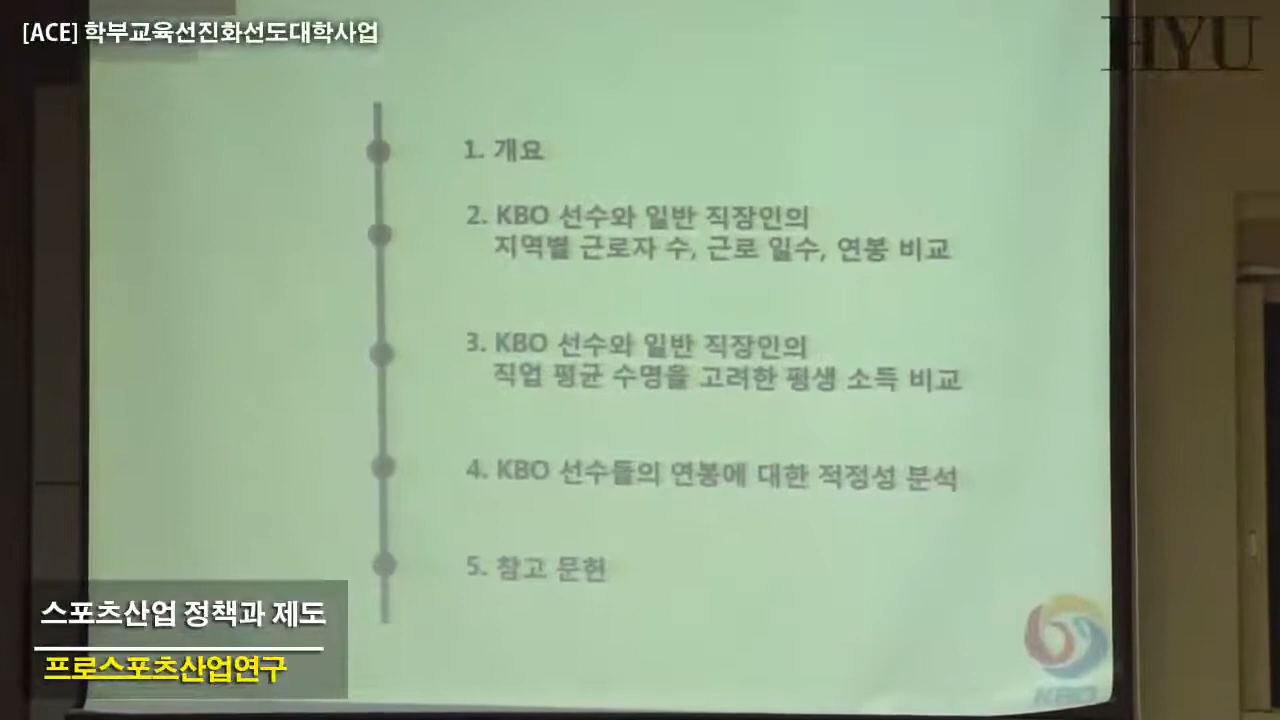 [ACE] 학부교육선진화선도대학사업
HYU
1. 개요
2. KBO 선수와 일반 직장인의
지역별 근로자 수, 근로 일수, 연봉 비교
3. KBO 선수와 일반 직장인의
직업 평균 수명을 고려한 평생 소득 비교
4. KBO 선수들의 연봉에 대한 적정성 분석
5. 참고 문헌
스포츠산업 정책과 제도
프로스포츠산업연구
KBO